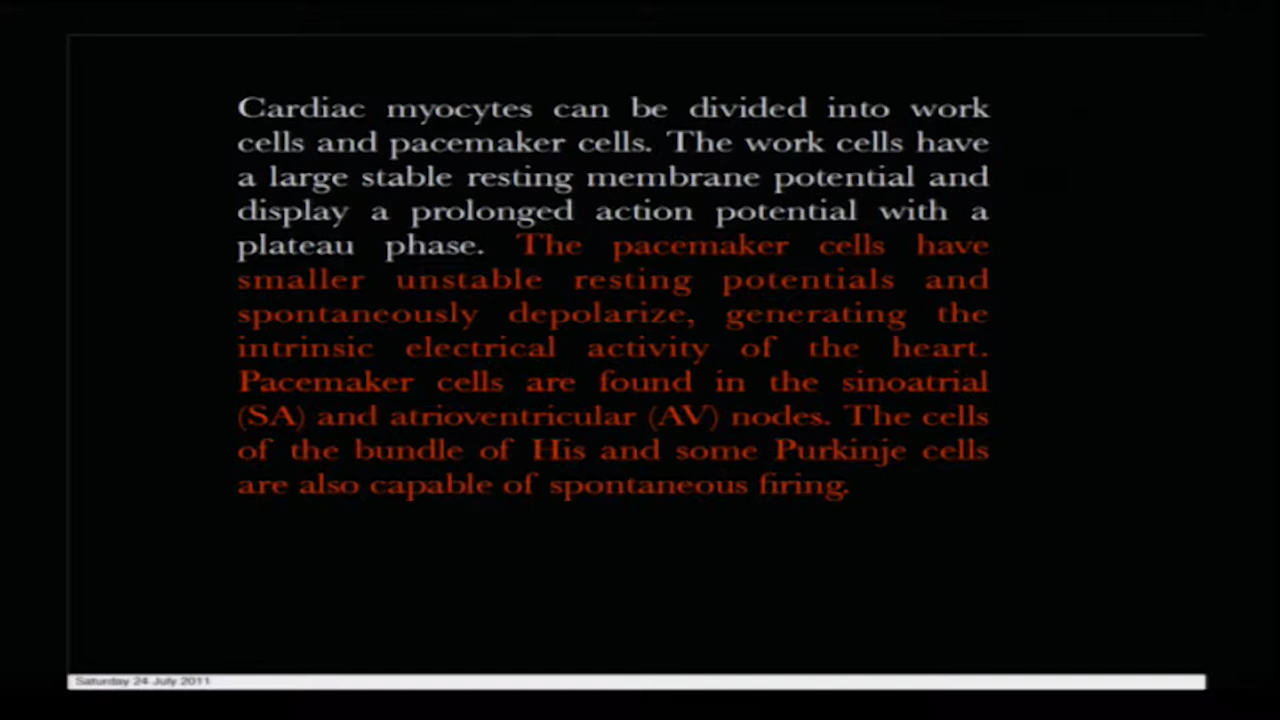 Cardiac myocytes can be divided into work
cells and pacemaker cells. The work cells have
a large stable resting membrane potential and
display a prolonged action potential with a
plateau phase. The pacemaker cells have
smaller unstable resting potentials and
spontaneously depolarize, generating the
intrinsic electrical activity of the heart.
Pacemaker cells are found in the sinoatrial
(SA) and atrioventricular (AV) nodes. The cells
of the bundle of His and some Purkinje cells
are also capable of spontaneous firing.
Saturday 24 July 2011